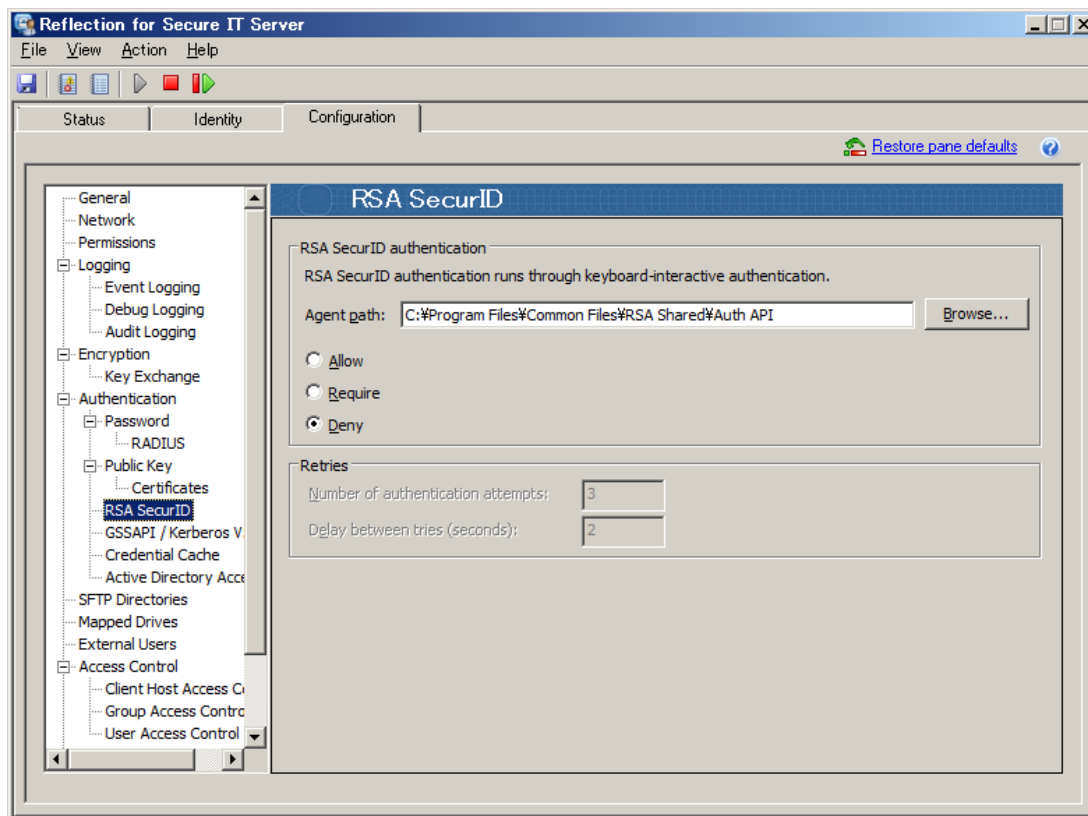 Reflection for Secure IT Server
File View Action Help
Status Identity Configuration
Restore pane defaults
General
Network
Permissions
Logging
Event Logging
Debug Logging
Audit Logging
Encryption
Key Exchange
Authentication
Password
RADIUS
Public Key
Certificates
RSA SecurID
GSSAPI / Kerberos V
Credential Cache
Active Directory Acce
SFTP Directories
Mapped Drives
External Users
Access Control
Client Host Access C
Group Access Contro
User Access Control
RSA SecurID
RSA SecurID authentication
RSA SecurID authentication runs through keyboard-interactive authentication.
Agent path: C:¥Program Files¥Common Files¥RSA Shared¥Auth API Browse...
Allow
Require
Deny
Retries
Number of authentication attempts: 3
Delay between tries (seconds): 2